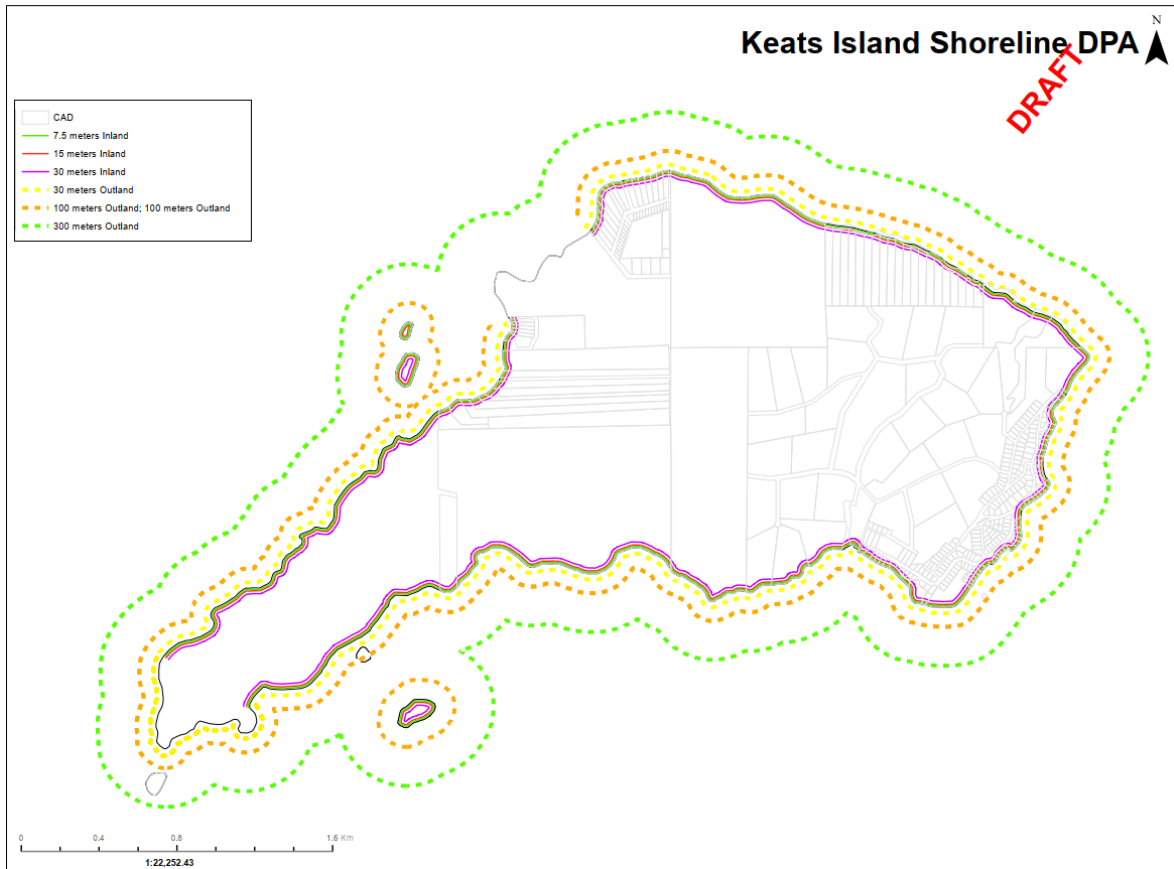 N
Keats Island Shoreline DPA
DRAFT
CAD
7.5 meters Inland
15 meters Inland
30 meters Inland
30 meters Outland
100 meters Outland; 100 meters Outland
300 meters Outland
0 0.4 0.8 1.6 Km
1:22,252.43